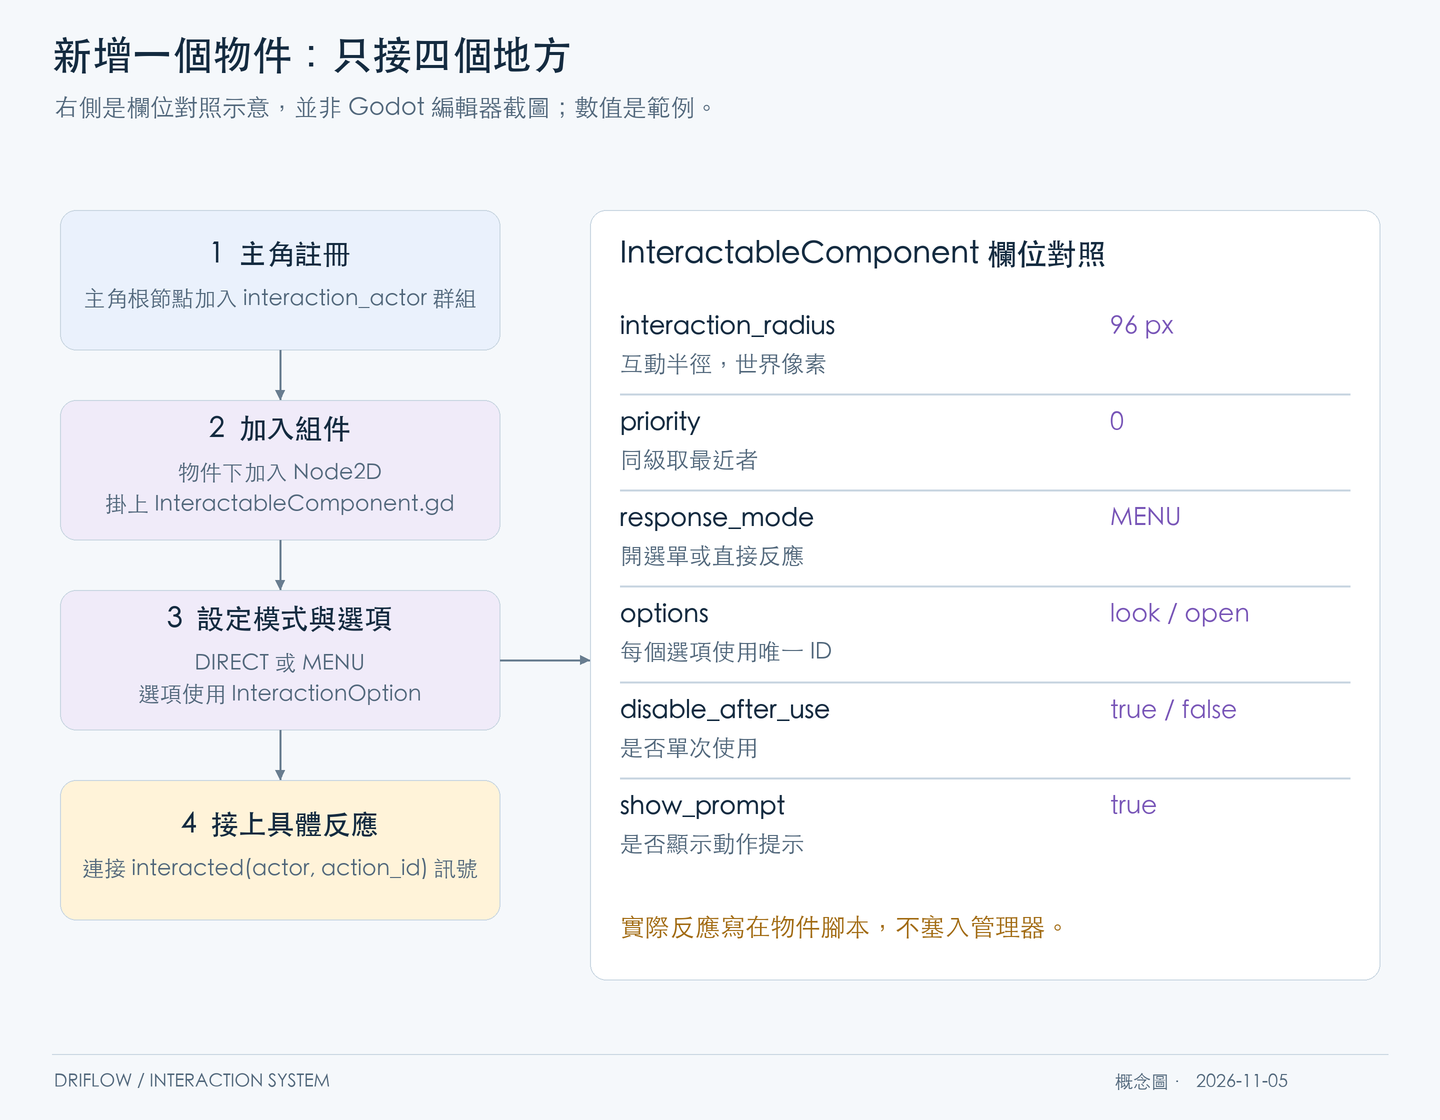 新增一個物件：只接四個地方
右側是欄位對照示意，並非 Godot 編輯器截圖；數值是範例。
1 主角註冊
主角根節點加入 interaction_actor 群組
2 加入組件
物件下加入 Node2D
掛上 InteractableComponent.gd
3 設定模式與選項
DIRECT 或 MENU
選項使用 InteractionOption
4 接上具體反應
連接 interacted(actor, action_id) 訊號
InteractableComponent 欄位對照
interaction_radius 96 px
互動半徑，世界像素
priority 0
同級取最近者
response_mode MENU
開選單或直接反應
options look / open
每個選項使用唯一 ID
disable_after_use true / false
是否單次使用
show_prompt true
是否顯示動作提示
實際反應寫在物件腳本，不塞入管理器。
DRIFLOW / INTERACTION SYSTEM
概念圖 · 2026-11-05